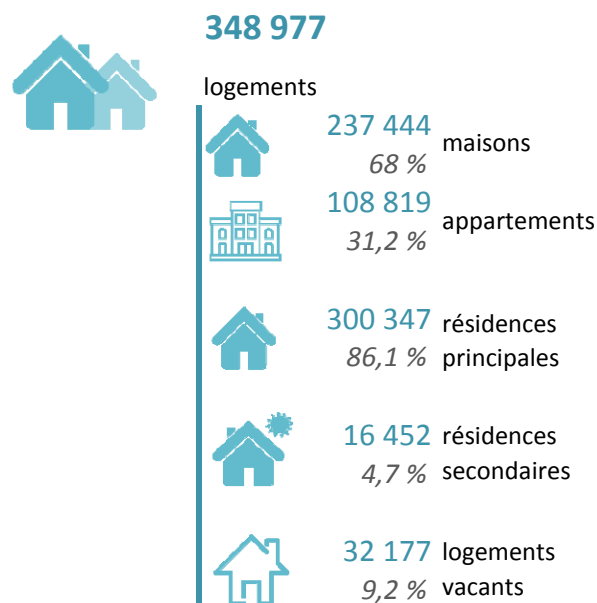 348 977
logements
237 444 maisons
68 %
108 819 appartements
31,2 %
300 347 résidences
86,1 % principales
16 452 résidences
4,7 % secondaires
32 177 logements
9,2 % vacants